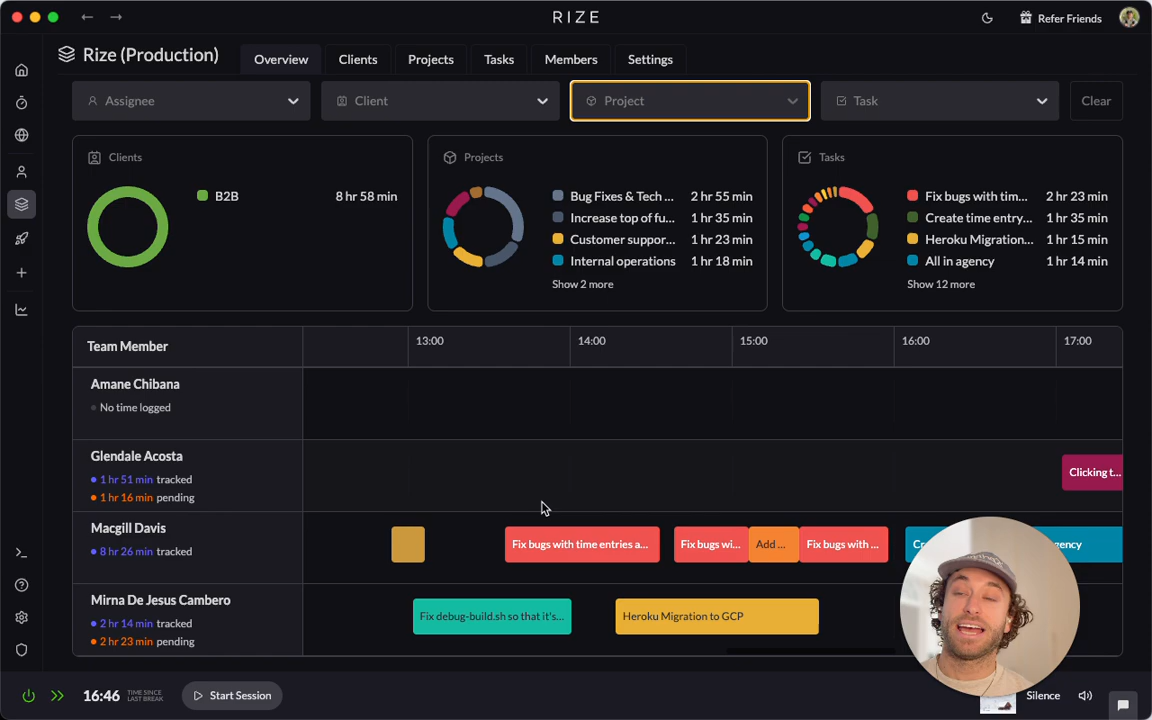 RIZE
Refer Friends
Rize (Production)
Overview
Clients
Projects
Tasks
Members
Settings
Assignee
Client
Project
Task
Clear
Clients
B2B 8 hr 58 min
Projects
Bug Fixes & Tech ... 2 hr 55 min
Increase top of fu... 1 hr 35 min
Customer suppor... 1 hr 23 min
Internal operations 1 hr 18 min
Show 2 more
Tasks
Fix bugs with tim... 2 hr 23 min
Create time entry... 1 hr 35 min
Heroku Migration... 1 hr 15 min
All in agency 1 hr 14 min
Show 12 more
Team Member 13:00 14:00 15:00 16:00 17:00
Amane Chibana
No time logged
Glendale Acosta
1 hr 51 min tracked
1 hr 16 min pending
Clicking t...
Macgill Davis
8 hr 26 min tracked
Fix bugs with time entries a...
Fix bugs wi...
Add ...
Fix bugs with ...
Mirna De Jesus Cambero
2 hr 14 min tracked
2 hr 23 min pending
Fix debug-build.sh so that it's...
Heroku Migration to GCP
16:46
TIME SINCE
LAST BREAK
Start Session
Silence